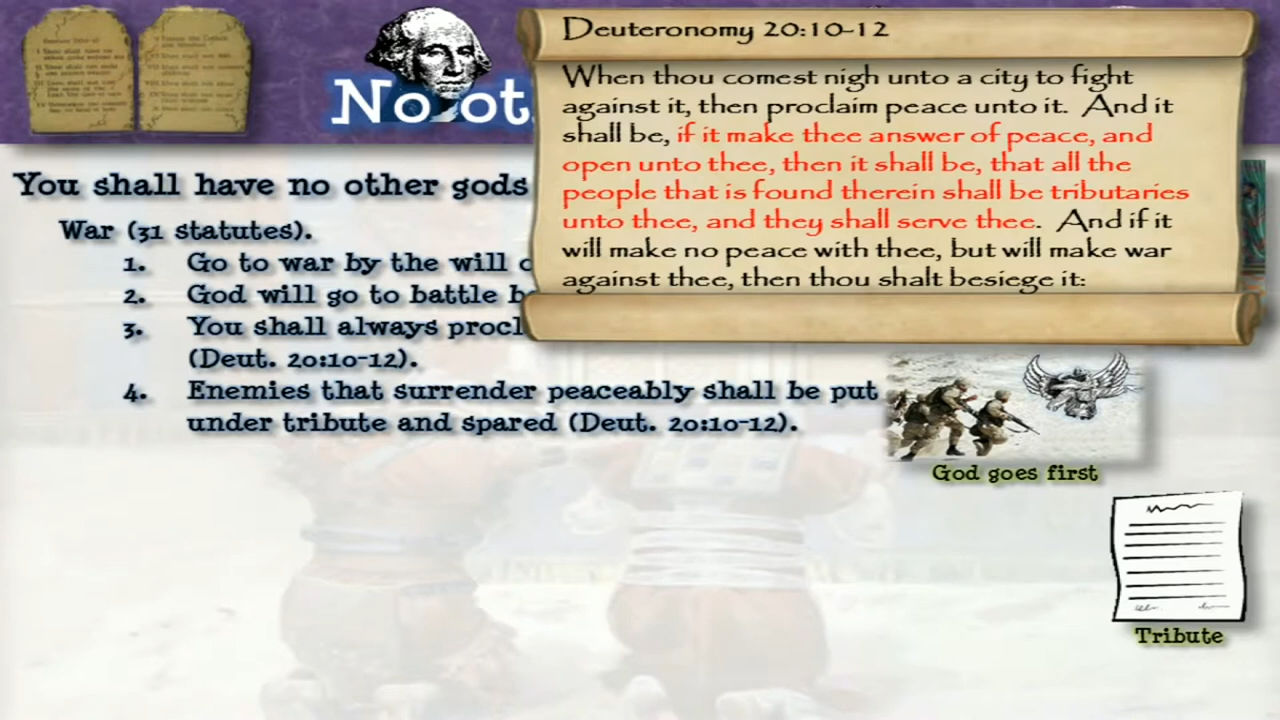 No ot
You shall have no other gods
War (31 statutes).
1. Go to war by the will
2. God will go to battle
3. You shall always
(Deut. 20:10-12).
4. Enemies that surrender peaceably shall be put
under tribute and spared (Deut. 20:10-12).
Deuteronomy 20:10-12
When thou comest nigh unto a city to fight
against it, then proclaim peace unto it. And it
shall be, if it make thee answer of peace, and
open unto thee, then it shall be, that all the
people that is found therein shall be tributaries
unto thee, and they shall serve thee. And if it
will make no peace with thee, but will make war
against thee, then thou shalt besiege it:
God goes first
Tribute